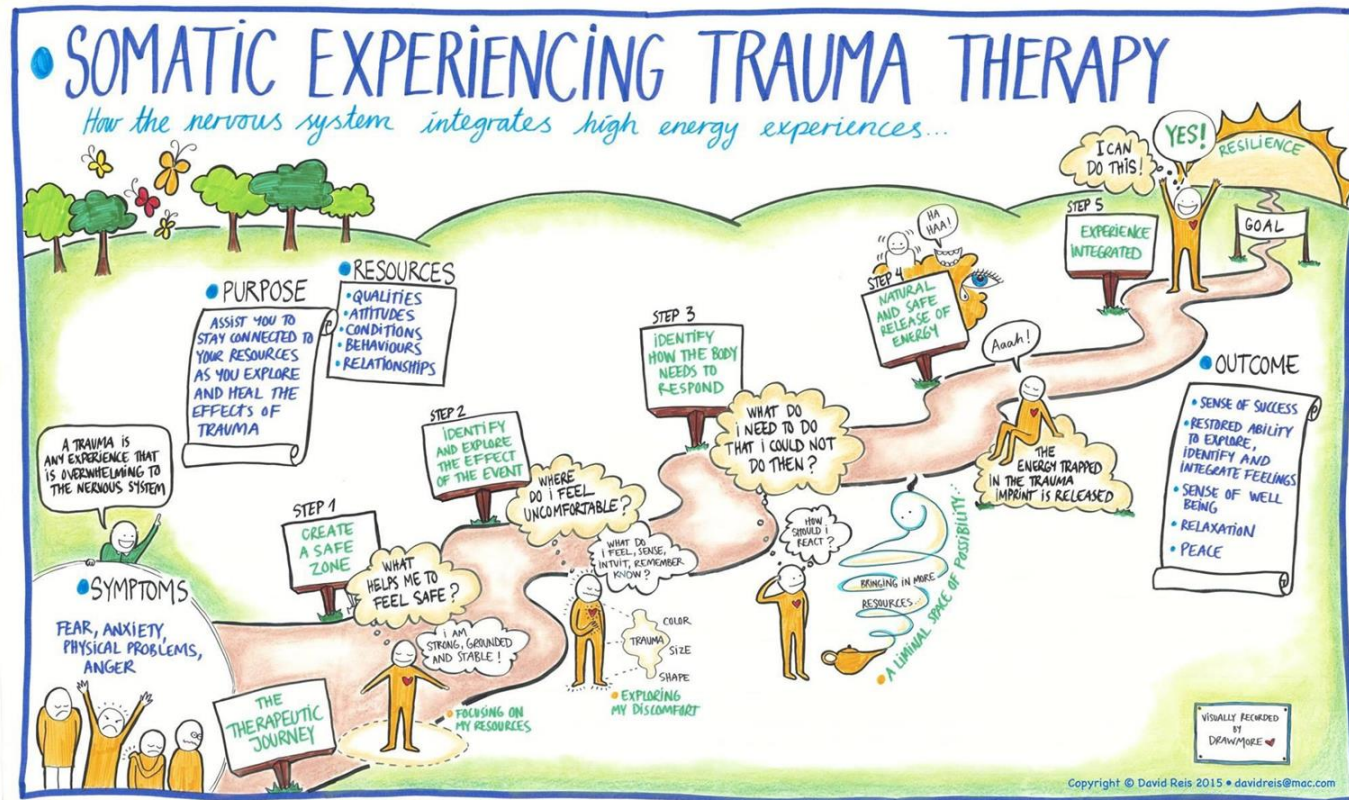 SOMATIC EXPERIENCING TRAUMA THERAPY
How the nervous system integrates high energy experiences...
PURPOSE
ASSIST YOU TO
STAY CONNECTED TO
YOUR RESOURCES
AS YOU EXPLORE
AND HEAL THE
EFFECTS OF
TRAUMA
RESOURCES
• QUALITIES
• ATTITUDES
• CONDITIONS
• BEHAVIOURS
• RELATIONSHIPS
A TRAUMA IS
ANY EXPERIENCE THAT
IS OVERWHELMING TO
THE NERVOUS SYSTEM
SYMPTOMS
FEAR, ANXIETY,
PHYSICAL PROBLEMS,
ANGER
THE
THERAPEUTIC
JOURNEY
STEP 1
CREATE
A SAFE
ZONE
WHAT
HELPS ME TO
FEEL SAFE?
I AM
STRONG, GROUNDED
AND STABLE!
• FOCUSING ON
MY RESOURCES
STEP 2
IDENTIFY
AND EXPLORE
THE EFFECT
OF THE EVENT
WHERE
DO I FEEL
UNCOMFORTABLE?
WHAT DO
I FEEL, SENSE,
INTUIT, REMEMBER
KNOW?
COLOR
TRAUMA
SIZE
SHAPE
• EXPLORING
MY DISCOMFORT
STEP 3
IDENTIFY
HOW THE BODY
NEEDS TO
RESPOND
WHAT DO
I NEED TO DO
THAT I COULD NOT
DO THEN?
HOW
SHOULD I
REACT?
BRINGING IN MORE
RESOURCES...
• A LIMINAL SPACE OF POSSIBILITY...
STEP 4
NATURAL
AND SAFE
RELEASE OF
ENERGY
HA
HAA!
Aaah!
THE
ENERGY TRAPPED
IN THE TRAUMA
IMPRINT IS RELEASED
STEP 5
EXPERIENCE
INTEGRATED
I CAN
DO THIS!
YES!
RESILIENCE
GOAL
OUTCOME
• SENSE OF SUCCESS
• RESTORED ABILITY
TO EXPLORE,
IDENTIFY AND
INTEGRATE FEELINGS
• SENSE OF WELL
BEING
• RELAXATION
• PEACE
VISUALLY RECORDED
BY
DRAWMORE
Copyright © David Reis 2015 • davidreis@mac.com